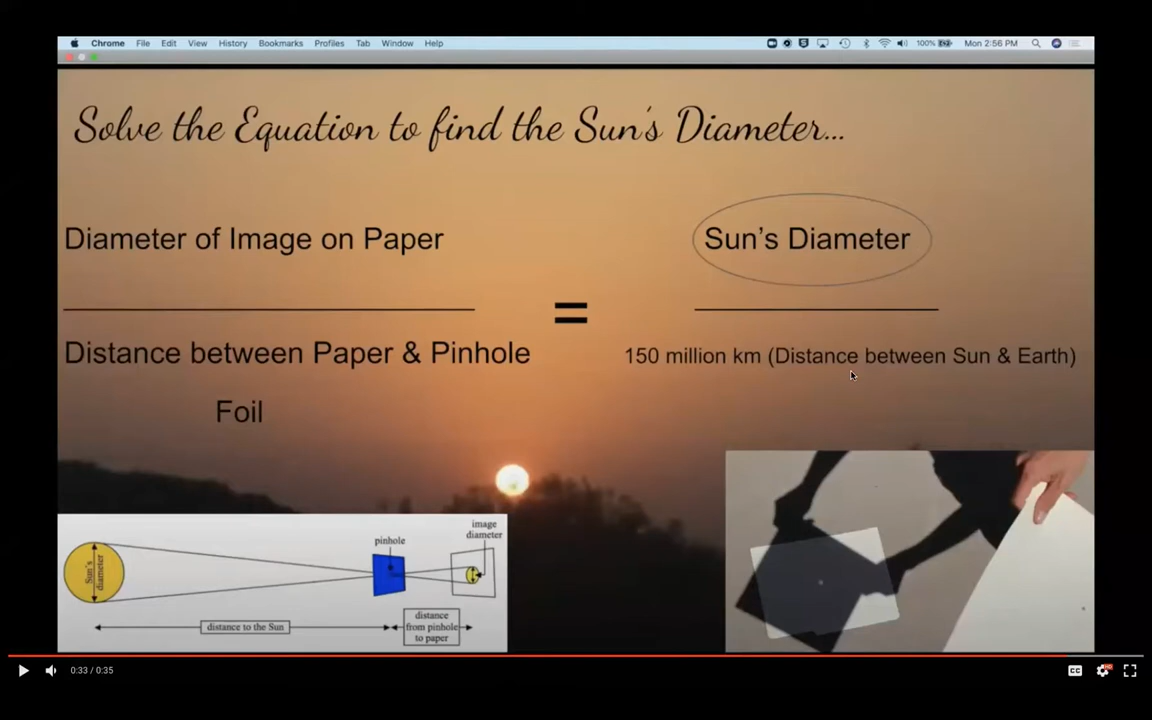 Chrome File Edit View History Bookmarks Profiles Tab Window Help 100% Mon 2:56 PM
Solve the Equation to find the Sun's Diameter...
Diameter of Image on Paper
Sun's Diameter
=
Distance between Paper & Pinhole
Foil
150 million km (Distance between Sun & Earth)
image
diameter
pinhole
Sun's
diameter
distance to the Sun
distance
from pinhole
to paper
0:33 / 0:35
CC
HD